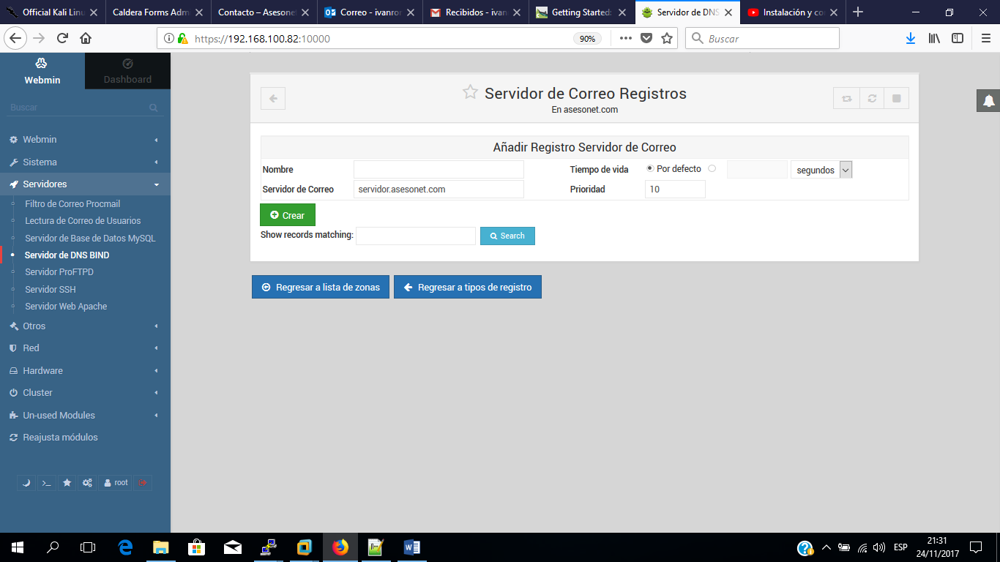 Official Kali Linu
Caldera Forms Adm
Contacto – Asesone
Correo - ivanror
Recibidos - ivan
Getting Started:
Servidor de DNS
Instalación y co
https://192.168.100.82:10000
90%
Buscar
Webmin
Dashboard
Buscar
Webmin
Sistema
Servidores
Filtro de Correo Procmail
Lectura de Correo de Usuarios
Servidor de Base de Datos MySQL
Servidor de DNS BIND
Servidor ProFTPD
Servidor SSH
Servidor Web Apache
Otros
Red
Hardware
Cluster
Un-used Modules
Reajusta módulos
root
Servidor de Correo Registros
En asesonet.com
Añadir Registro Servidor de Correo
Nombre
Tiempo de vida
Por defecto
segundos
Servidor de Correo
servidor.asesonet.com
Prioridad
10
Crear
Show records matching:
Search
Regresar a lista de zonas
Regresar a tipos de registro
ESP
21:31
24/11/2017